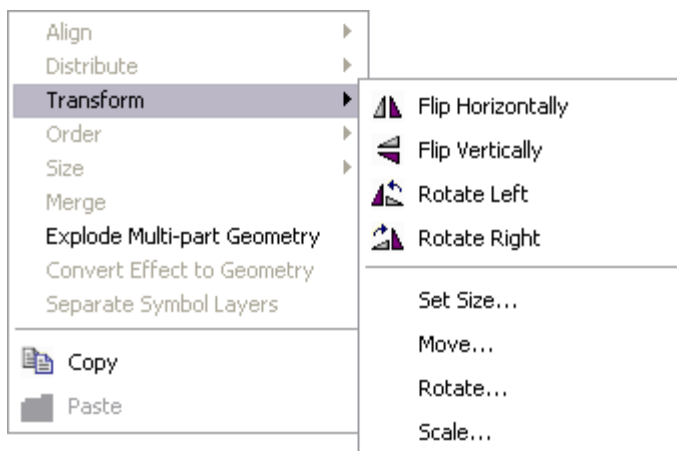 Align
Distribute
Transform
Order
Size
Merge
Explode Multi-part Geometry
Convert Effect to Geometry
Separate Symbol Layers
Copy
Paste
Flip Horizontally
Flip Vertically
Rotate Left
Rotate Right
Set Size...
Move...
Rotate...
Scale...